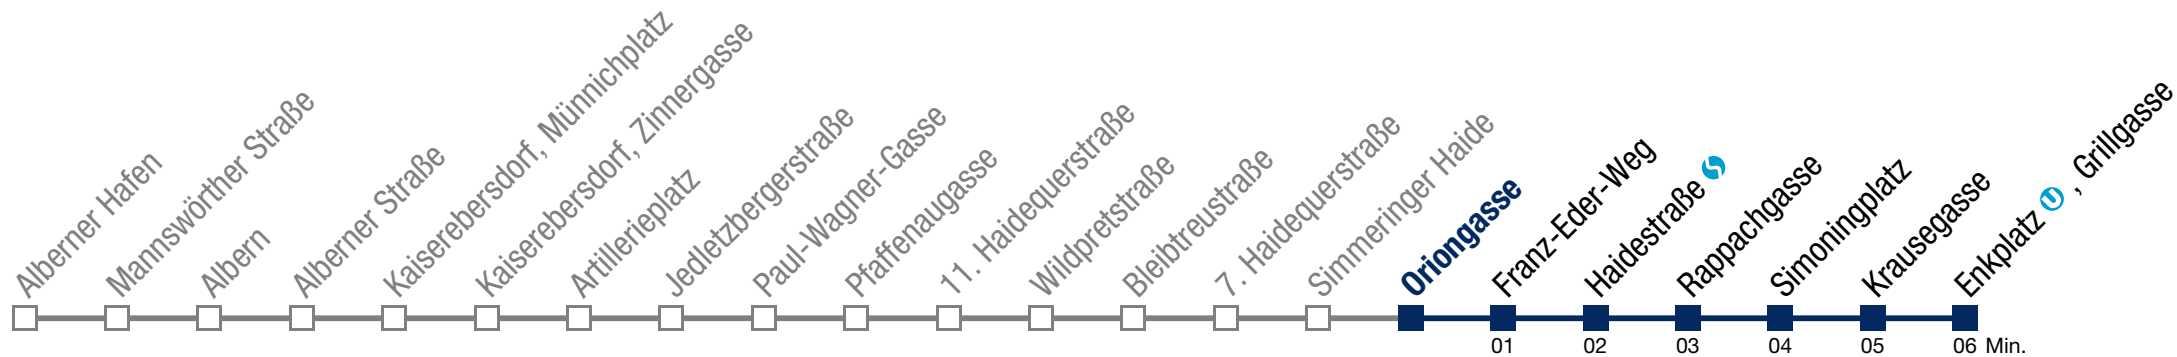 Alberner Hafen
Mannswörther Straße
Albern
Alberner Straße
Kaiserebersdorf, Münnichplatz
Kaiserebersdorf, Zinnergasse
Artillerieplatz
Jedletzbergerstraße
Paul-Wagner-Gasse
Pfaffenaugasse
11. Haidequerstraße
Wildpretstraße
Bleibtreustraße
7. Haidequerstraße
Simmeringer Haide
Oriongasse
Franz-Eder-Weg
Haidestraße S
Rappachgasse
Simoningplatz
Krausegasse
Enkplatz U , Grillgasse
01 02 03 04 05 06 Min.